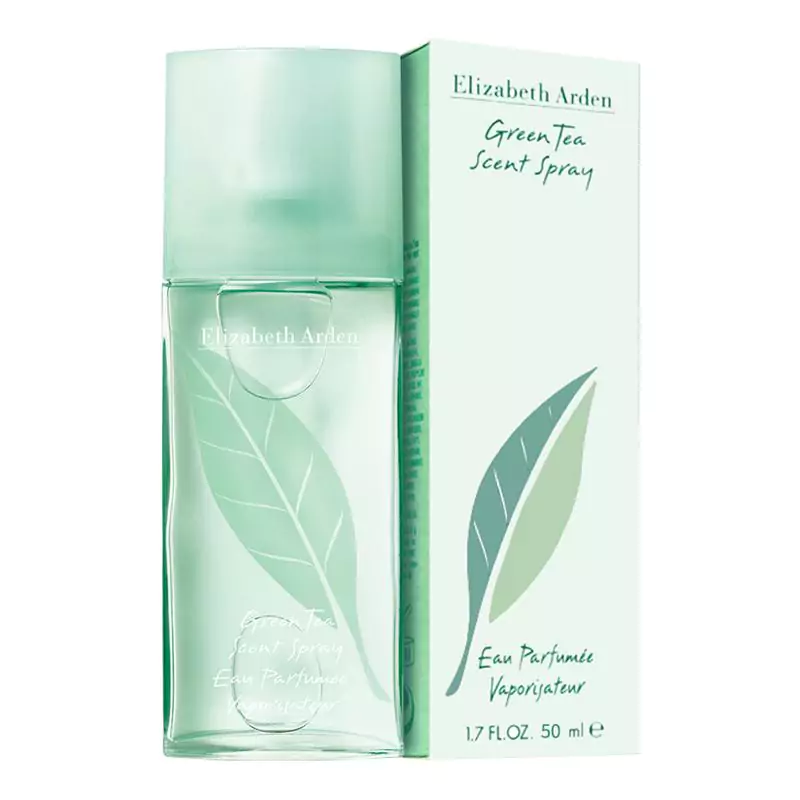 Elizabeth Arden
Green Tea
Scent Spray
Eau Parfumée
Vaporisateur
Elizabeth Arden
Green Tea
Scent Spray
Eau Parfumée
Vaporisateur
1.7 FL.OZ. 50 ml ℮